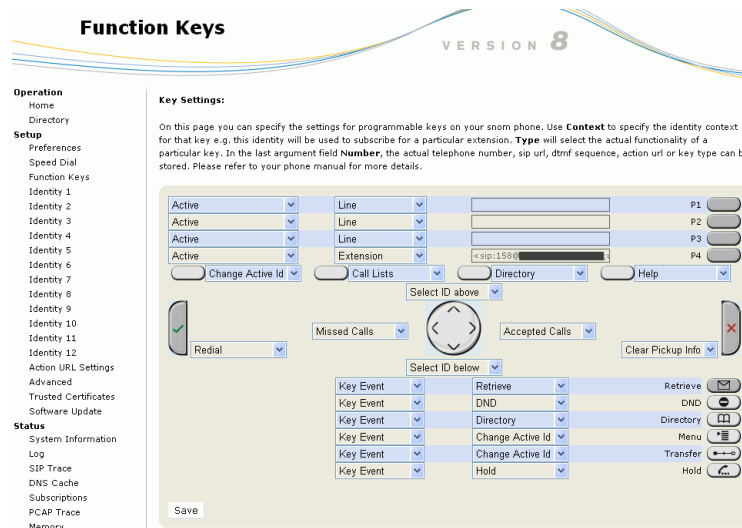 Function Keys
VERSION 8
Operation
Home
Directory
Setup
Preferences
Speed Dial
Function Keys
Identity 1
Identity 2
Identity 3
Identity 4
Identity 5
Identity 6
Identity 7
Identity 8
Identity 9
Identity 10
Identity 11
Identity 12
Action URL Settings
Advanced
Trusted Certificates
Software Update
Status
System Information
Log
SIP Trace
DNS Cache
Subscriptions
PCAP Trace
Memory
Key Settings:
On this page you can specify the settings for programmable keys on your snom phone. Use Context to specify the identity context
for that key e.g. this identity will be used to subscribe for a particular extension. Type will select the actual functionality of a
particular key. In the last argument field Number, the actual telephone number, sip url, dtmf sequence, action url or key type can b
stored. Please refer to your phone manual for more details.
Active Line P1
Active Line P2
Active Line P3
Active Extension <sip:158@ P4
Change Active Id Call Lists Directory Help
Select ID above
Missed Calls Accepted Calls
Redial Clear Pickup Info
Select ID below
Key Event Retrieve Retrieve
Key Event DND DND
Key Event Directory Directory
Key Event Change Active Id Menu
Key Event Change Active Id Transfer
Key Event Hold Hold
Save